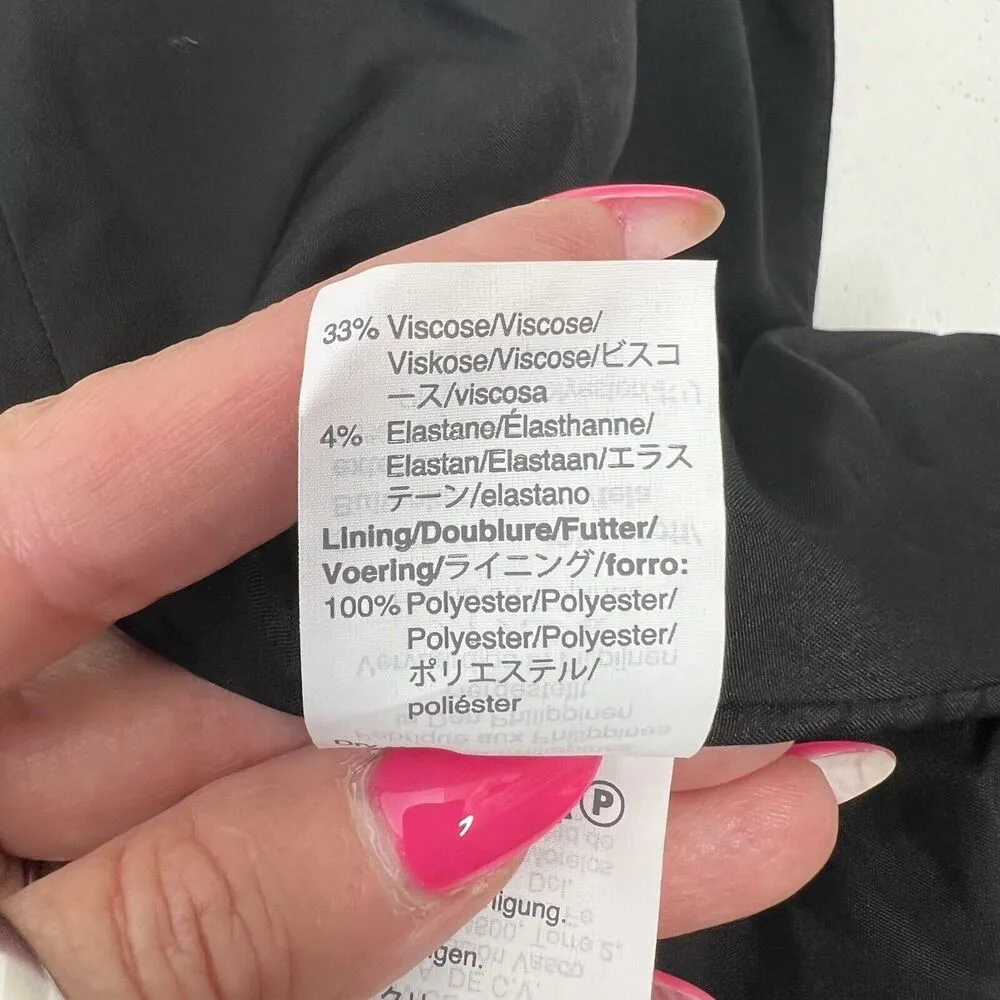 33% Viscose/Viscose/
Viskose/Viscose/ビスコ
ース/viscosa
4% Elastane/Élasthanne/
Elastan/Elastaan/エラス
テーン/elastano
Lining/Doublure/Futter/
Voering/ライニング/forro:
100% Polyester/Polyester/
Polyester/Polyester/
ポリエステル/
poliéster
P
nigung.
gen.